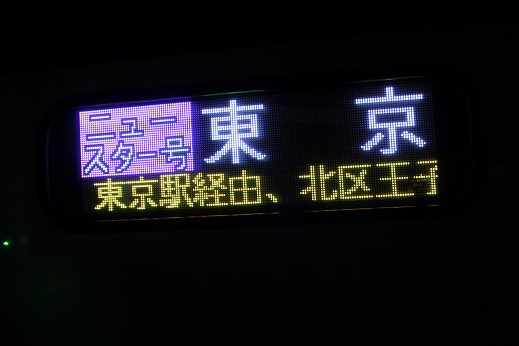 ニュー
スター号
東京
東京駅経由、北区王子